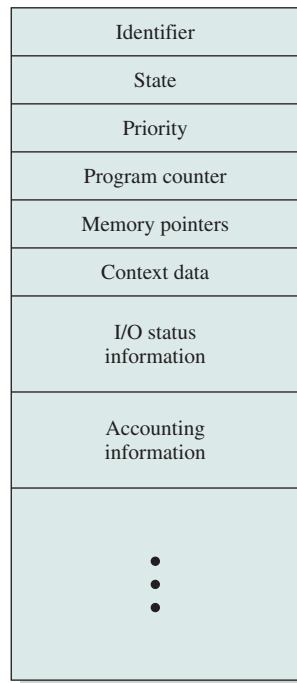 Identifier
State
Priority
Program counter
Memory pointers
Context data
I/O status
information
Accounting
information